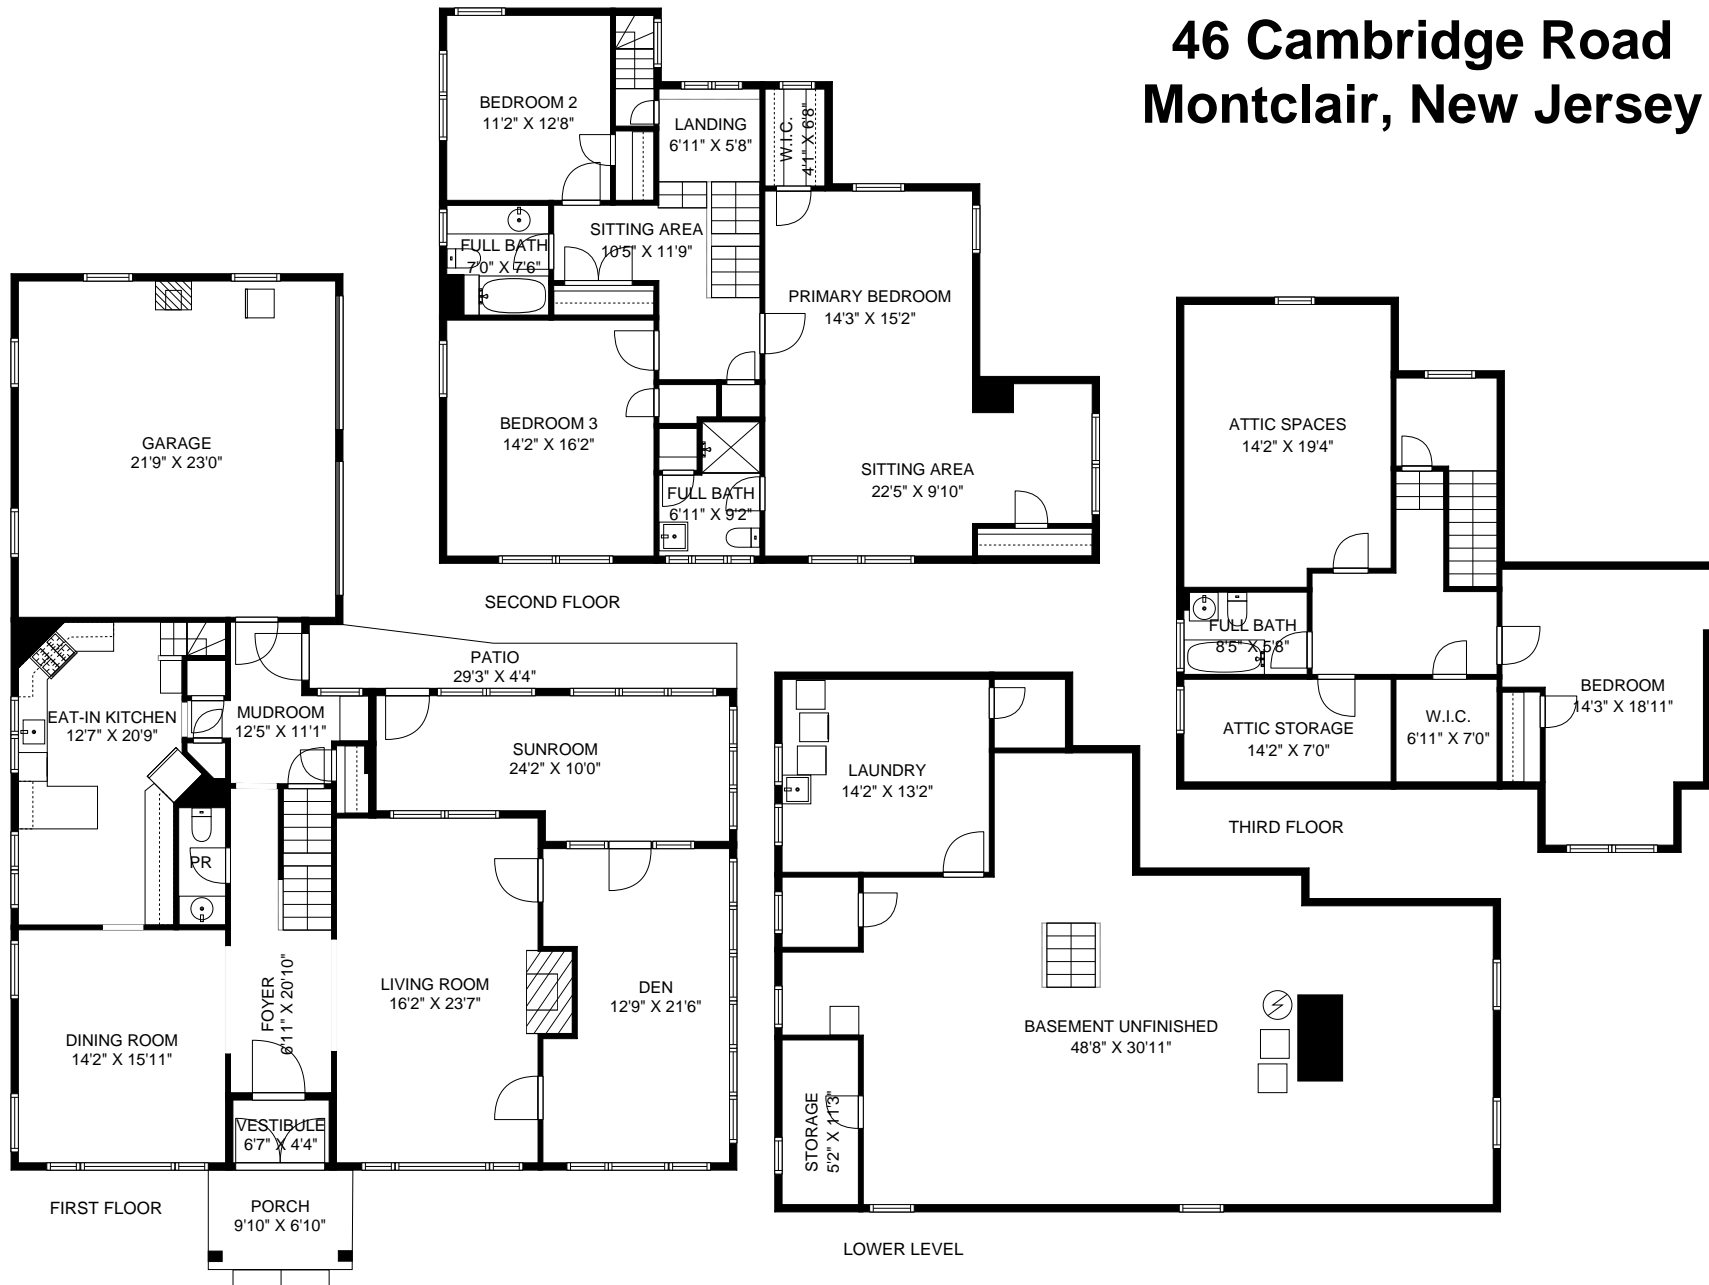 46 Cambridge Road
Montclair, New Jersey
BEDROOM 2
11'2" X 12'8"
LANDING
6'11" X 5'8"
W.I.C.
4'1" X 6'8"
SITTING AREA
10'5" X 11'9"
FULL BATH
7'0" X 7'6"
PRIMARY BEDROOM
14'3" X 15'2"
BEDROOM 3
14'2" X 16'2"
SITTING AREA
22'5" X 9'10"
FULL BATH
6'11" X 9'2"
SECOND FLOOR
GARAGE
21'9" X 23'0"
PATIO
29'3" X 4'4"
EAT-IN KITCHEN
12'7" X 20'9"
MUDROOM
12'5" X 11'1"
SUNROOM
24'2" X 10'0"
PR
LIVING ROOM
16'2" X 23'7"
DEN
12'9" X 21'6"
FOYER
6'11" X 20'10"
DINING ROOM
14'2" X 15'11"
VESTIBULE
6'7" X 4'4"
PORCH
9'10" X 6'10"
FIRST FLOOR
ATTIC SPACES
14'2" X 19'4"
FULL BATH
8'5" X 5'8"
BEDROOM
14'3" X 18'11"
ATTIC STORAGE
14'2" X 7'0"
W.I.C.
6'11" X 7'0"
THIRD FLOOR
LAUNDRY
14'2" X 13'2"
BASEMENT UNFINISHED
48'8" X 30'11"
STORAGE
5'2" X 11'3"
LOWER LEVEL